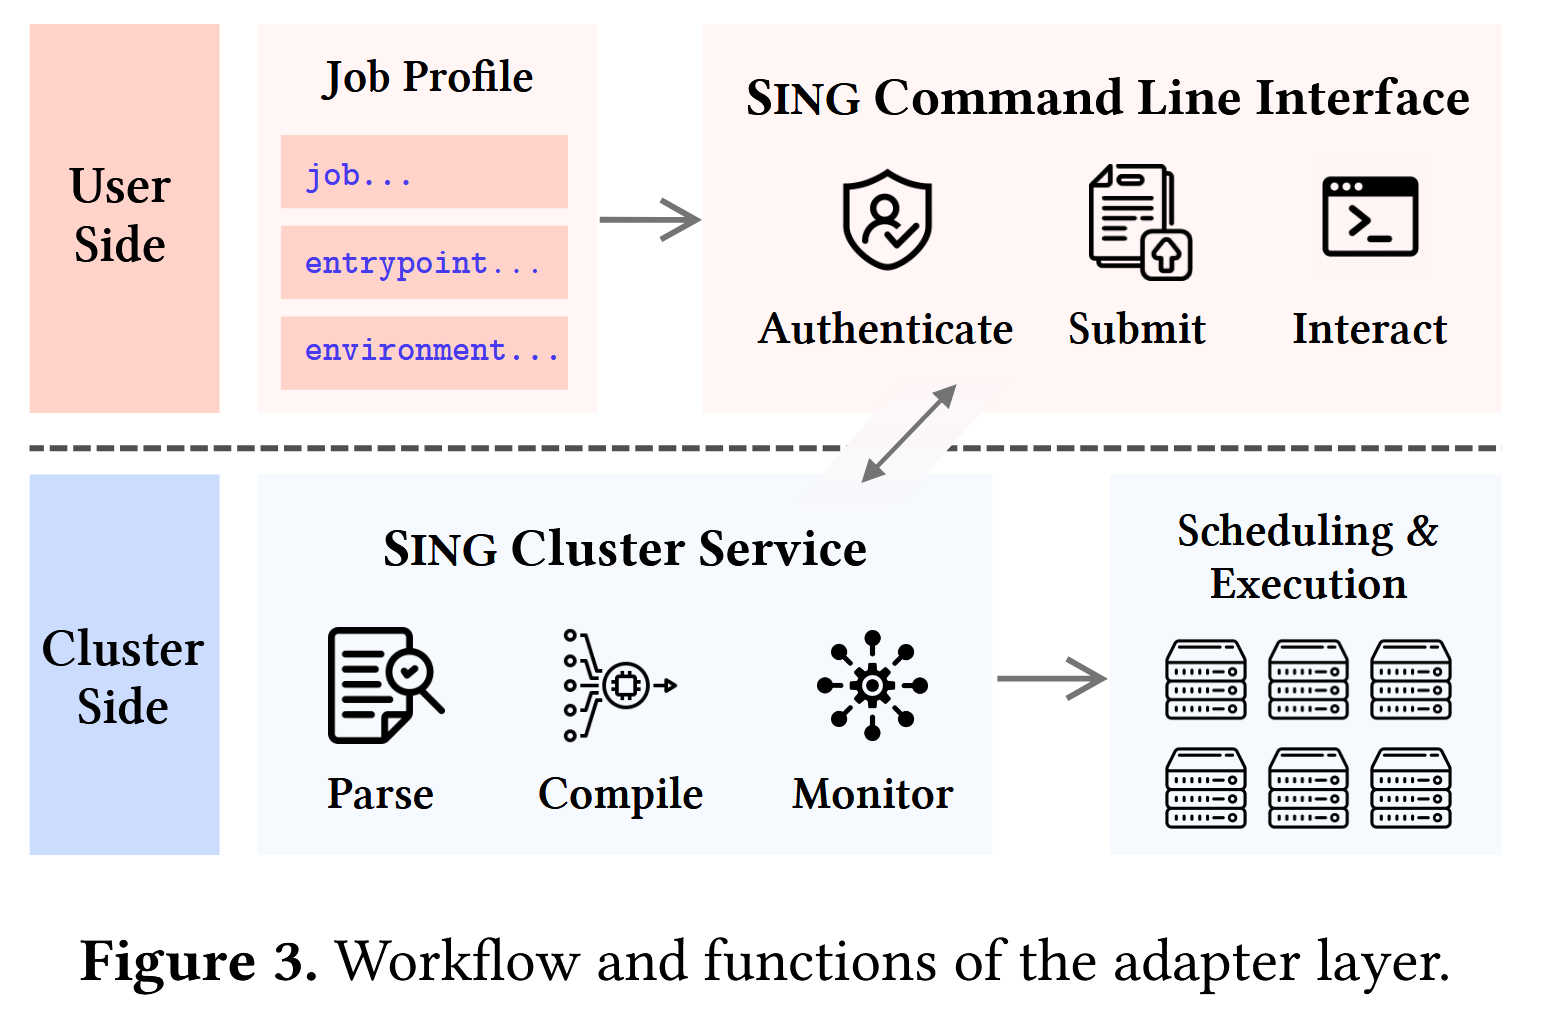 User
Side
Job Profile
job...
entrypoint...
environment...
SING Command Line Interface
Authenticate
Submit
Interact
Cluster
Side
SING Cluster Service
Parse
Compile
Monitor
Scheduling &
Execution
Figure 3. Workflow and functions of the adapter layer.